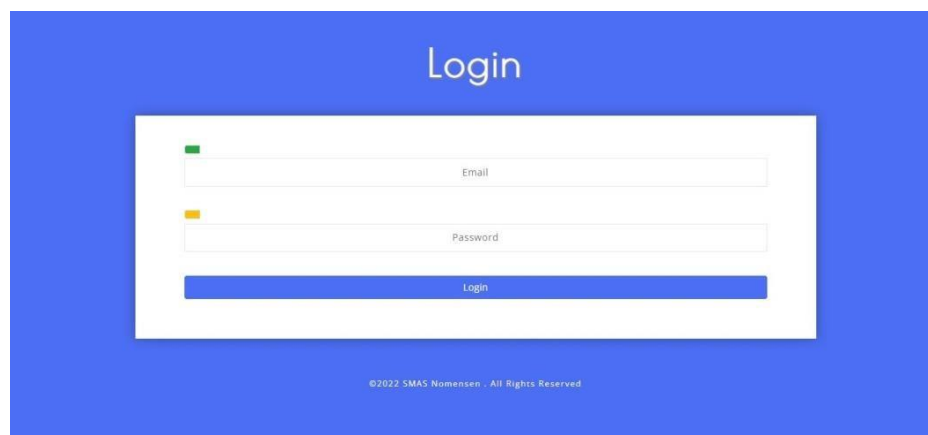 Login
Email
Password
Login
©2022 SMAS Nomensen . All Rights Reserved